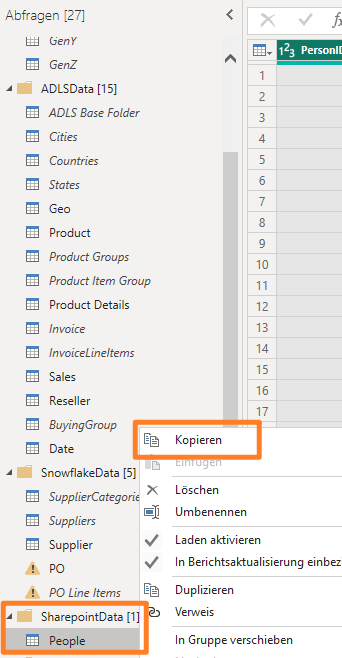 Abfragen [27]
GenY
GenZ
ADLSData [15]
ADLS Base Folder
Cities
Countries
States
Geo
Product
Product Groups
Product Item Group
Product Details
Invoice
InvoiceLineItems
Sales
Reseller
BuyingGroup
Date
SnowflakeData [5]
SupplierCategorie
Suppliers
Supplier
PO
PO Line Items
SharepointData [1]
People
1²3 PersonID
1
2
3
4
5
6
7
8
9
10
11
12
13
14
15
16
17
Kopieren
Einfügen
Löschen
Umbenennen
Laden aktivieren
In Berichtsaktualisierung einbez
Duplizieren
Verweis
In Gruppe verschieben